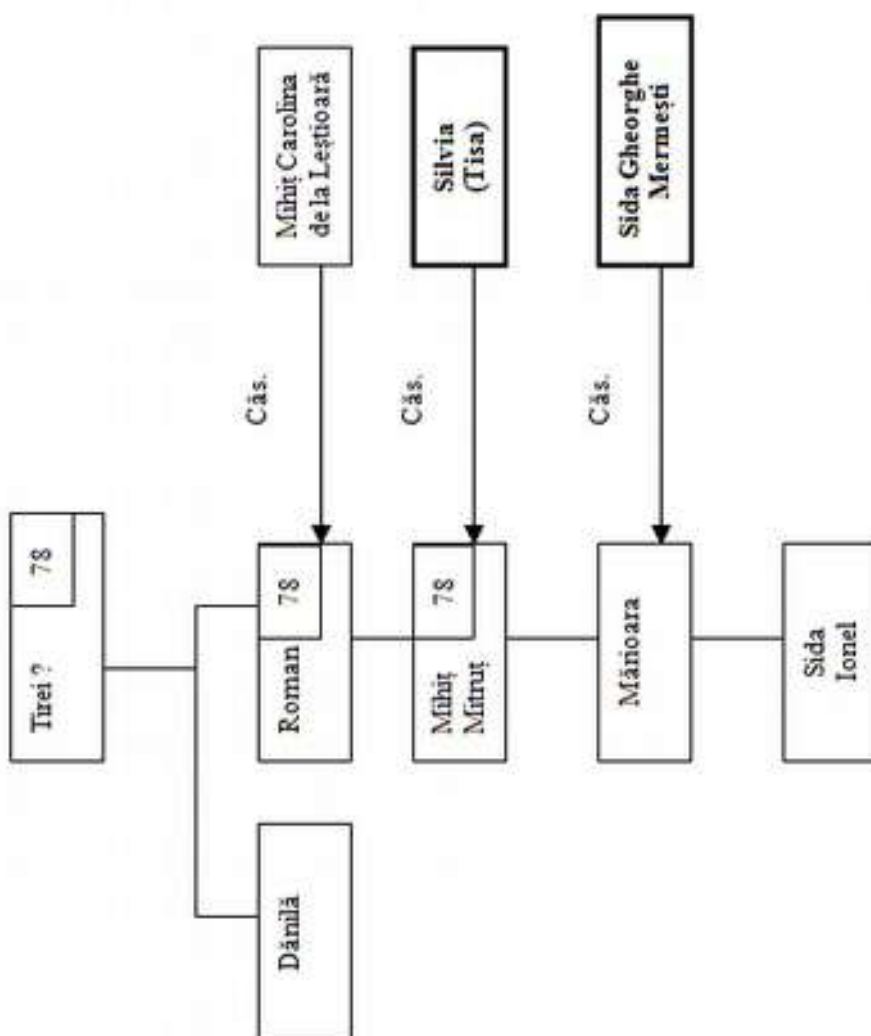 Tirei ?
78
Dănilă
Roman
78
Căs.
Mihiț Carolina
de la Leștioară
Mihiț
Mitruț
78
Căs.
Silvia
(Tisa)
Mărioara
Căs.
Sida Gheorghe
Mermești
Sida
Ionel